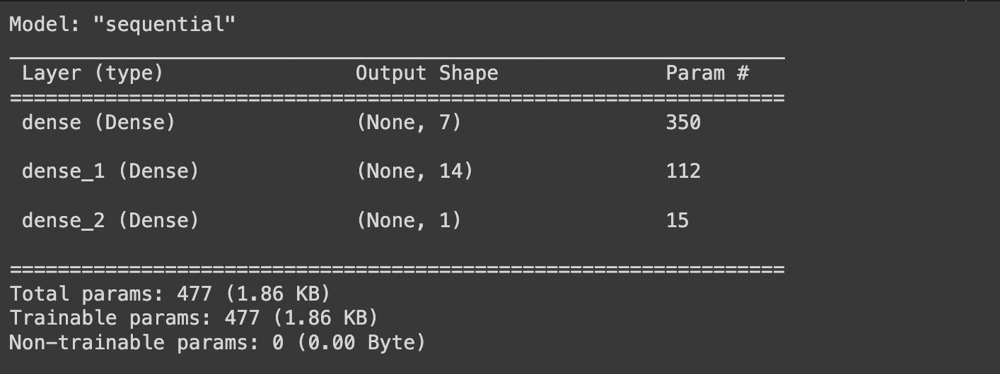 Model: "sequential"
_________________________________________________________________
Layer (type) Output Shape Param #
=================================================================
dense (Dense) (None, 7) 350
dense_1 (Dense) (None, 14) 112
dense_2 (Dense) (None, 1) 15
=================================================================
Total params: 477 (1.86 KB)
Trainable params: 477 (1.86 KB)
Non-trainable params: 0 (0.00 Byte)